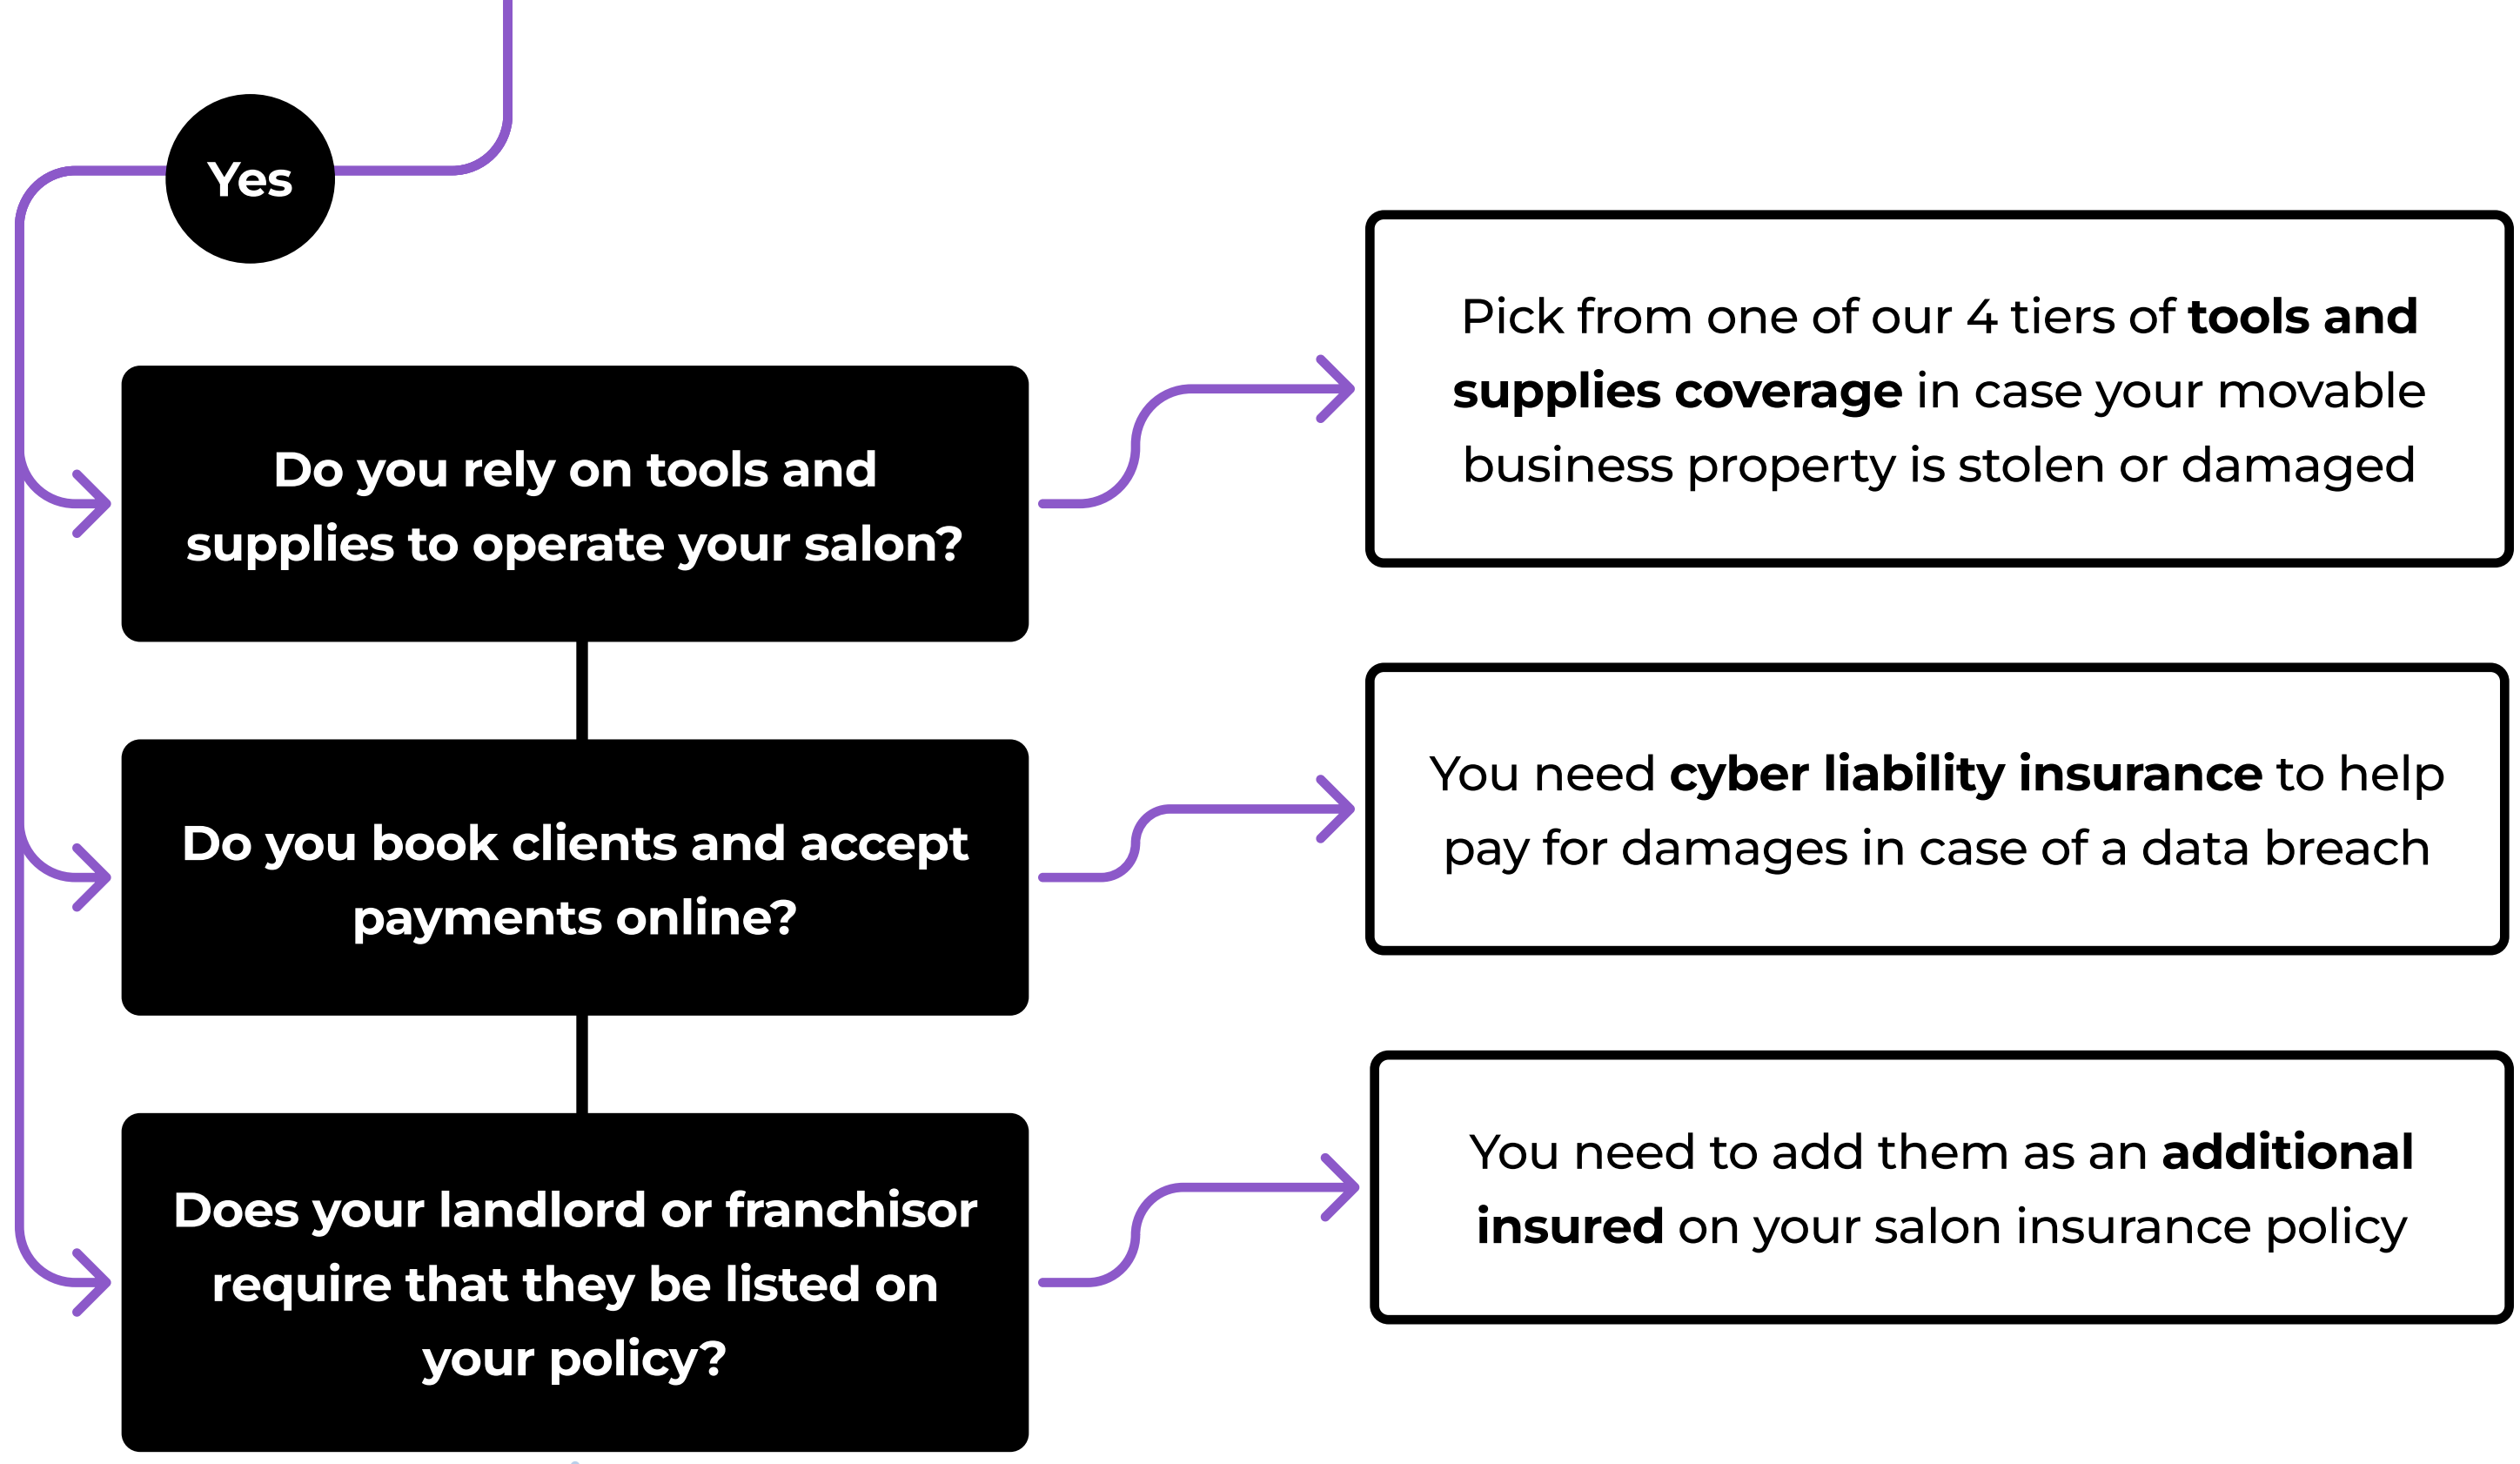 Yes
Do you rely on tools and
supplies to operate your salon?
Pick from one of our 4 tiers of tools and
supplies coverage in case your movable
business property is stolen or damaged
Do you book clients and accept
payments online?
You need cyber liability insurance to help
pay for damages in case of a data breach
Does your landlord or franchisor
require that they be listed on
your policy?
You need to add them as an additional
insured on your salon insurance policy